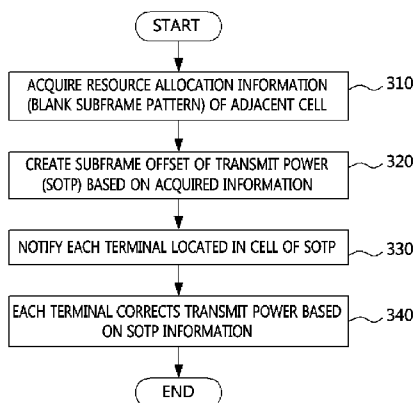 START
ACQUIRE RESOURCE ALLOCATION INFORMATION
(BLANK SUBFRAME PATTERN) OF ADJACENT CELL
310
CREATE SUBFRAME OFFSET OF TRANSMIT POWER
(SOTP) BASED ON ACQUIRED INFORMATION
320
NOTIFY EACH TERMINAL LOCATED IN CELL OF SOTP
330
EACH TERMINAL CORRECTS TRANSMIT POWER BASED
ON SOTP INFORMATION
340
END